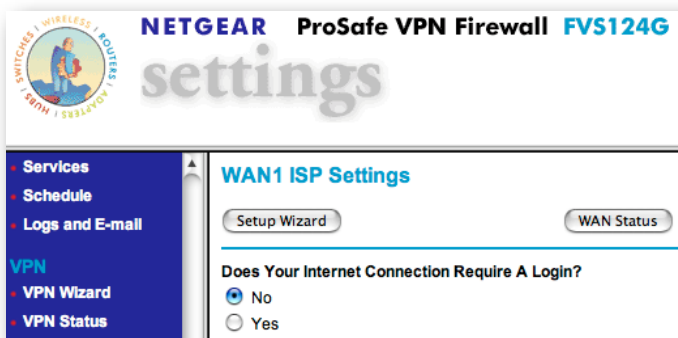 NETGEAR ProSafe VPN Firewall FVS124G
SWITCHES | WIRELESS | ROUTERS | ADAPTERS | HUBS |
settings
Services
Schedule
Logs and E-mail
VPN
VPN Wizard
VPN Status
WAN1 ISP Settings
Setup Wizard
WAN Status
Does Your Internet Connection Require A Login?
No
Yes